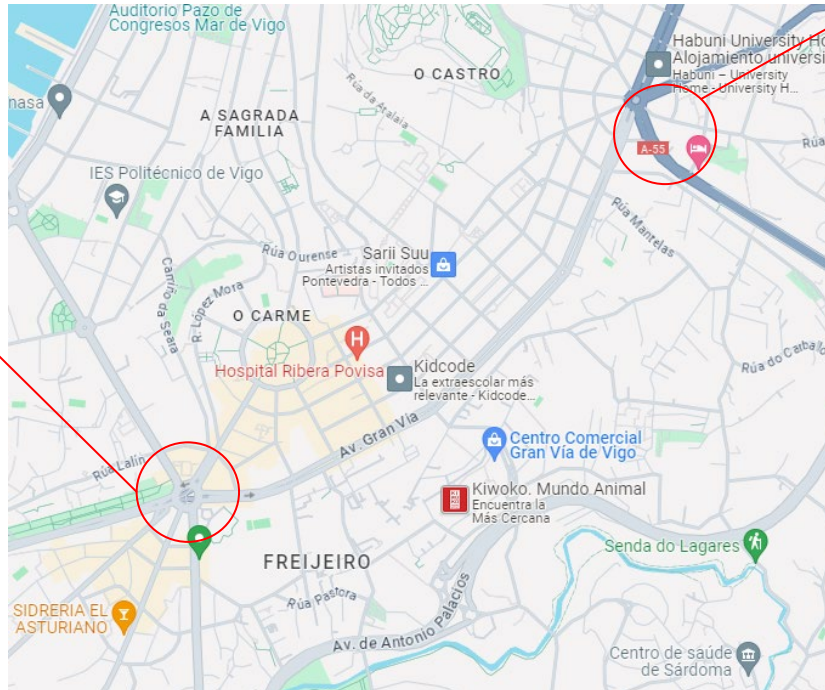 Auditorio Pazo de
Congresos Mar de Vigo
Habuni University Ho
Alojamiento universi
Habuni – University
Home - University H...
O CASTRO
Rúa da Atalaia
nasa
A SAGRADA
FAMILIA
A-55
Rúa
IES Politécnico de Vigo
Rúa Mantelas
Rúa Ourense
Sarii Suu
Artistas invitados
Pontevedra - Todos ...
Camiño da Seara
R. López Mora
O CARME
H
Hospital Ribera Povisa
Kidcode
La extraescolar más
relevante - Kidcode...
Rúa do Carballo
Av. Gran Vía
Centro Comercial
Gran Vía de Vigo
Rúa Lalín
Kiwoko. Mundo Animal
Encuentra la
Más Cercana
Senda do Lagares
FREIJEIRO
Rúa Pastora
SIDRERIA EL
ASTURIANO
Av. de Antonio Palacios
Centro de saúde
de Sárdoma